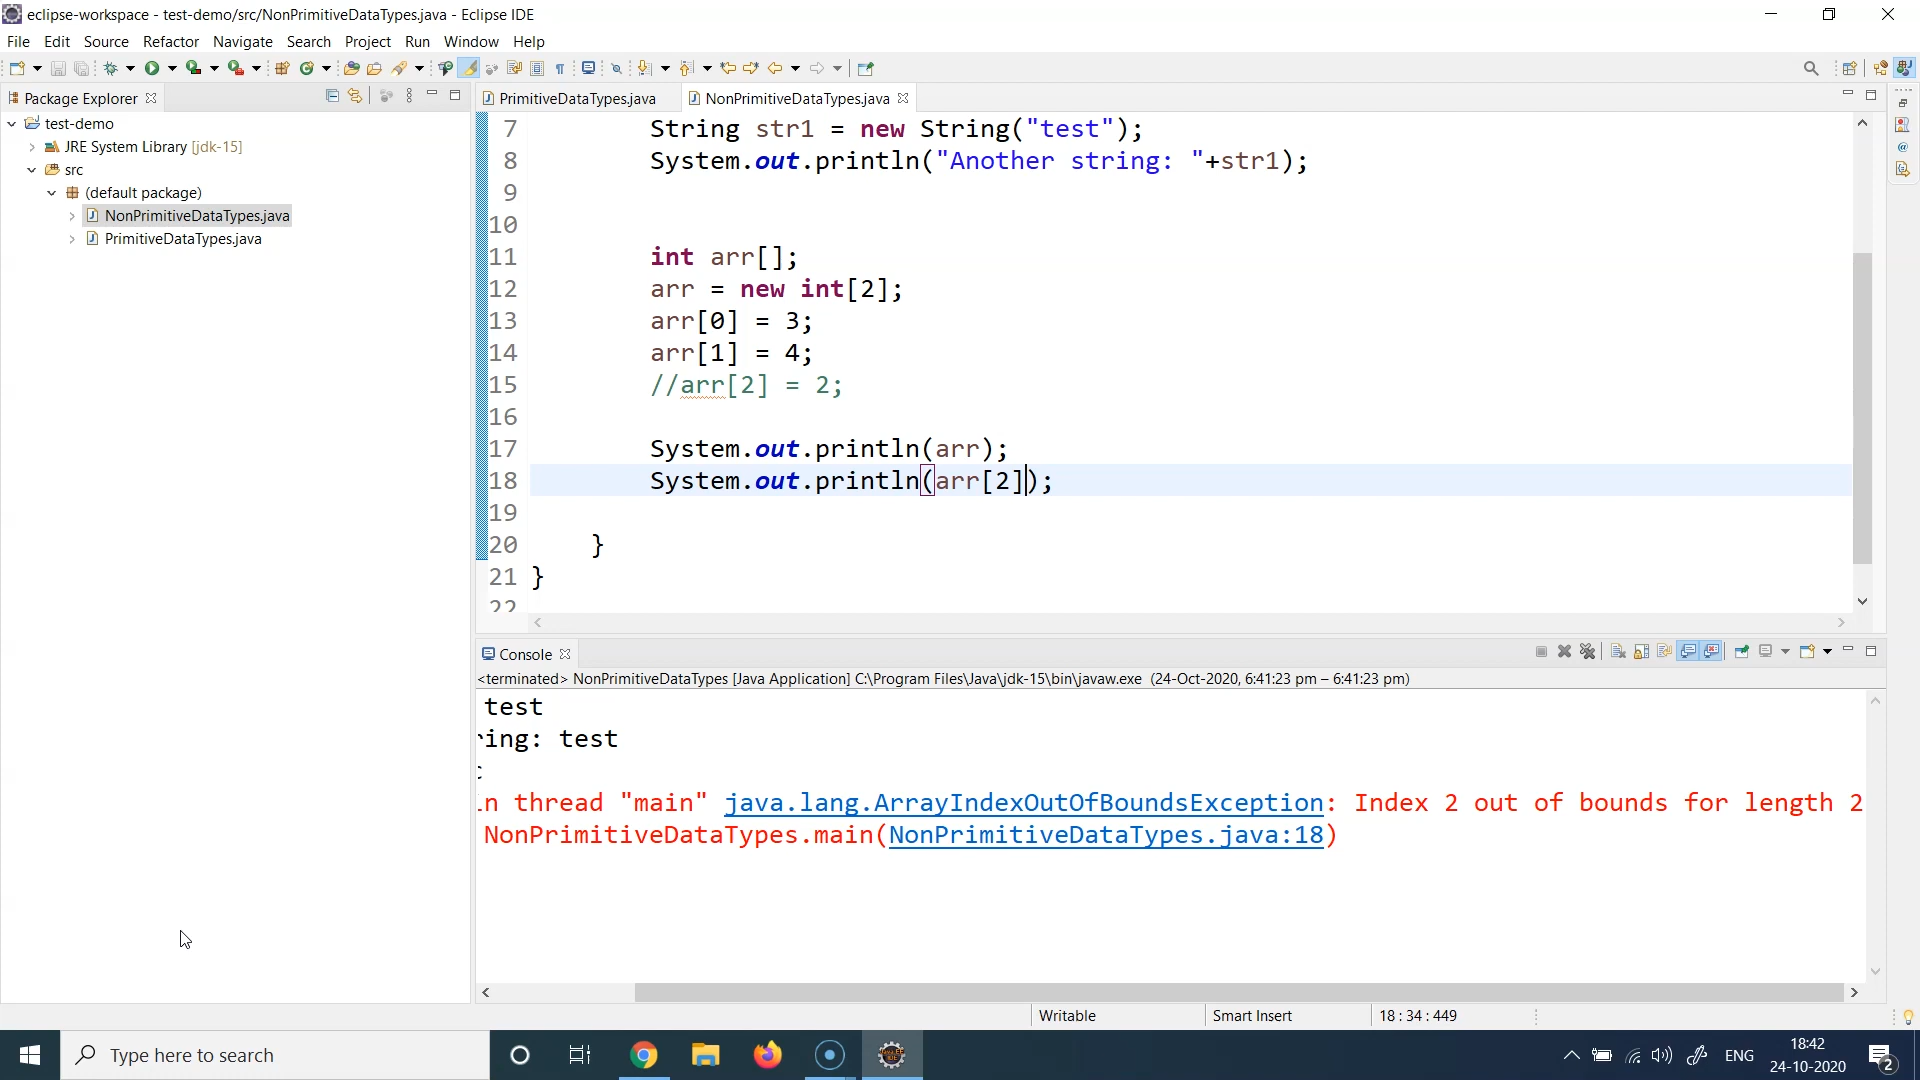 eclipse-workspace - test-demo/src/NonPrimitiveDataTypes.java - Eclipse IDE
File Edit Source Refactor Navigate Search Project Run Window Help
Package Explorer
PrimitiveDataTypes.java
NonPrimitiveDataTypes.java
test-demo
JRE System Library [jdk-15]
src
(default package)
NonPrimitiveDataTypes.java
PrimitiveDataTypes.java
7 String str1 = new String("test");
8 System.out.println("Another string: "+str1);
9
10
11 int arr[];
12 arr = new int[2];
13 arr[0] = 3;
14 arr[1] = 4;
15 //arr[2] = 2;
16
17 System.out.println(arr);
18 System.out.println(arr[2]);
19
20 }
21 }
22
Console
<terminated> NonPrimitiveDataTypes [Java Application] C:\Program Files\Java\jdk-15\bin\javaw.exe (24-Oct-2020, 6:41:23 pm – 6:41:23 pm)
test
ring: test
c
in thread "main" java.lang.ArrayIndexOutOfBoundsException: Index 2 out of bounds for length 2
NonPrimitiveDataTypes.main(NonPrimitiveDataTypes.java:18)
Writable
Smart Insert
18 : 34 : 449
Type here to search
ENG
18:42
24-10-2020
2